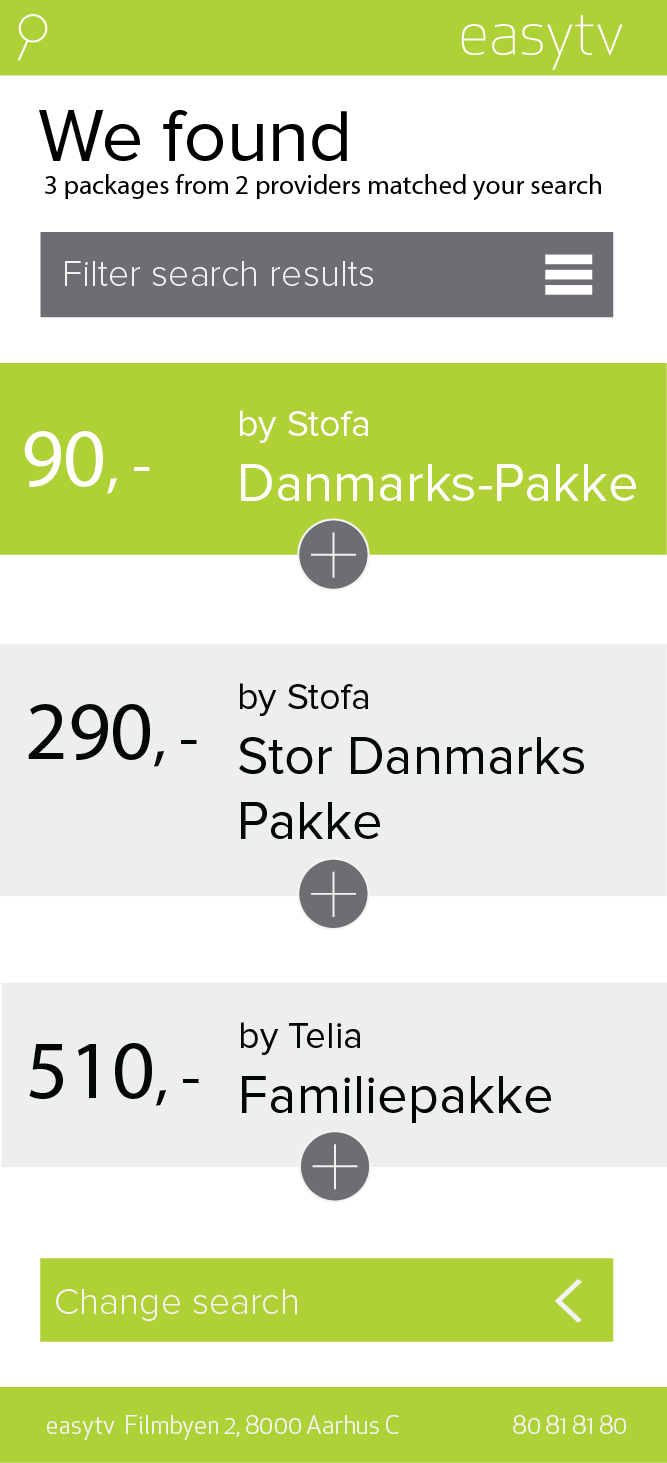 easytv
We found
3 packages from 2 providers matched your search
Filter search results
90, -
by Stofa
Danmarks-Pakke
290, -
by Stofa
Stor Danmarks
Pakke
510, -
by Telia
Familiepakke
Change search
easytv Filmbyen 2, 8000 Aarhus C
80 81 81 80